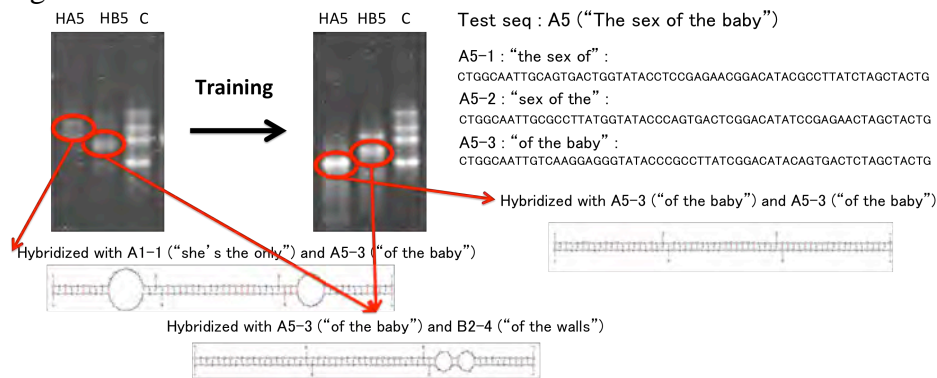 HA5 HB5 C
Training
HA5 HB5 C
Test seq : A5 (“The sex of the baby”)
A5-1 : “the sex of” :
CTGGCAATTGCAGTGACTGGTATACCTCCGAGAACGGACATACGCCTTATCTAGCTACTG
A5-2 : “sex of the” :
CTGGCAATTGCGCCTTATGGTATACCCAGTGACTCGGACATATCCGAGAACTAGCTACTG
A5-3 : “of the baby” :
CTGGCAATTGTCAAGGAGGGTATACCCGCCTTATCGGACATACAGTGACTCTAGCTACTG
Hybridized with A5-3 (“of the baby”) and A5-3 (“of the baby”)
Hybridized with A1-1 (“she's the only”) and A5-3 (“of the baby”)
Hybridized with A5-3 (“of the baby”) and B2-4 (“of the walls”)